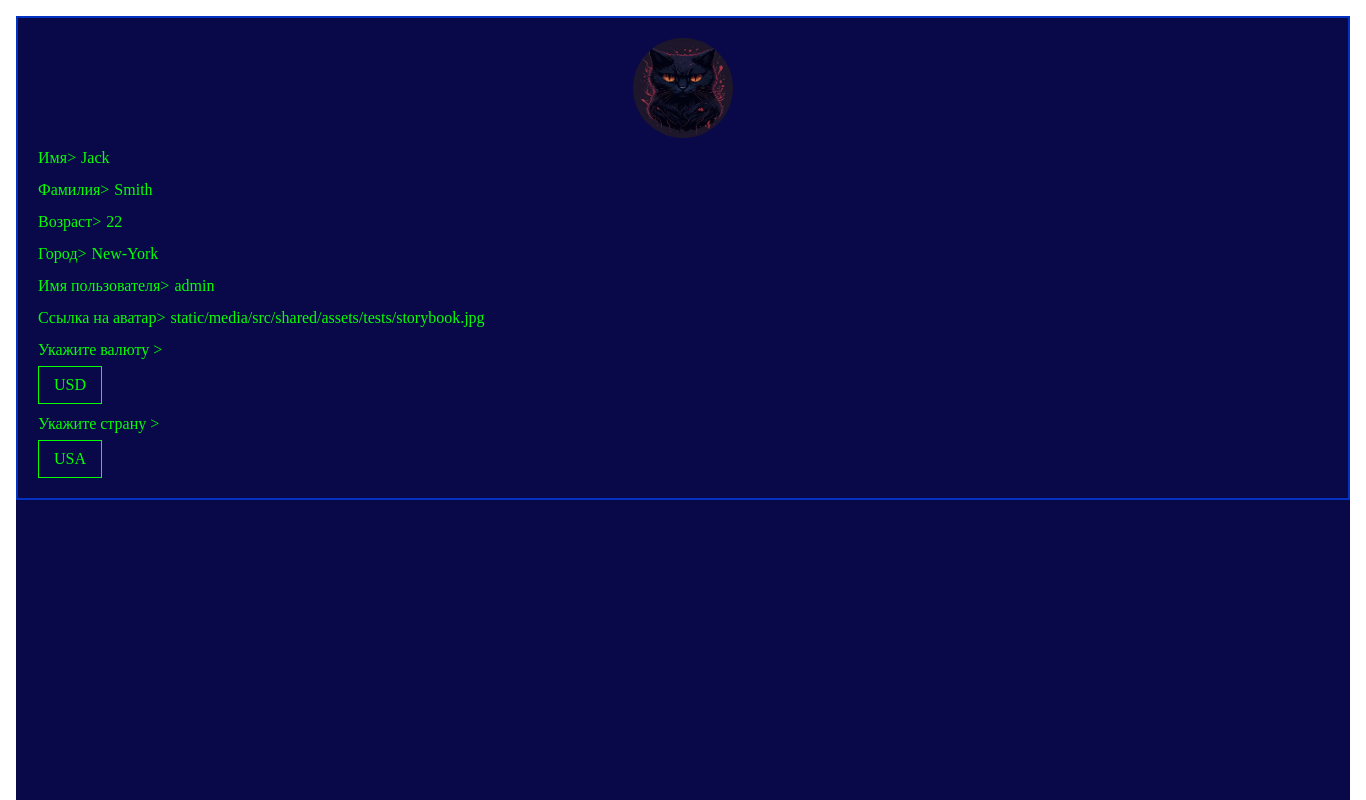 Имя> Jack
Фамилия> Smith
Возраст> 22
Город> New-York
Имя пользователя> admin
Ссылка на аватар> static/media/src/shared/assets/tests/storybook.jpg
Укажите валюту >
USD
Укажите страну >
USA